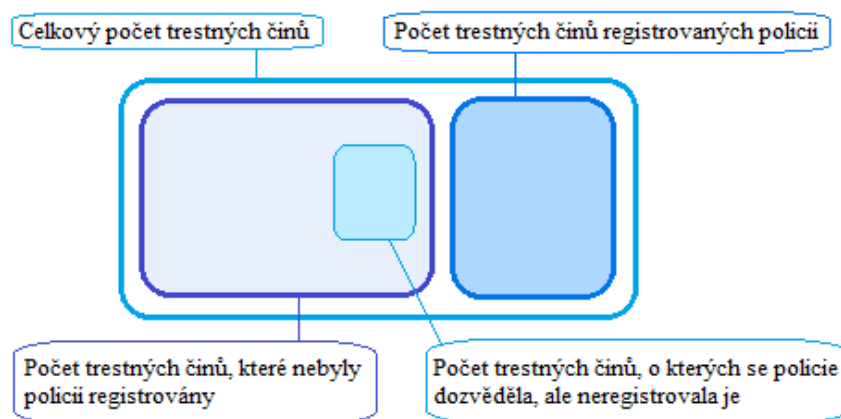 Celkový počet trestných činů
Počet trestných činů registrovaných policií
Počet trestných činů, které nebyly
policií registrovány
Počet trestných činů, o kterých se policie
dozvěděla, ale neregistrovala je